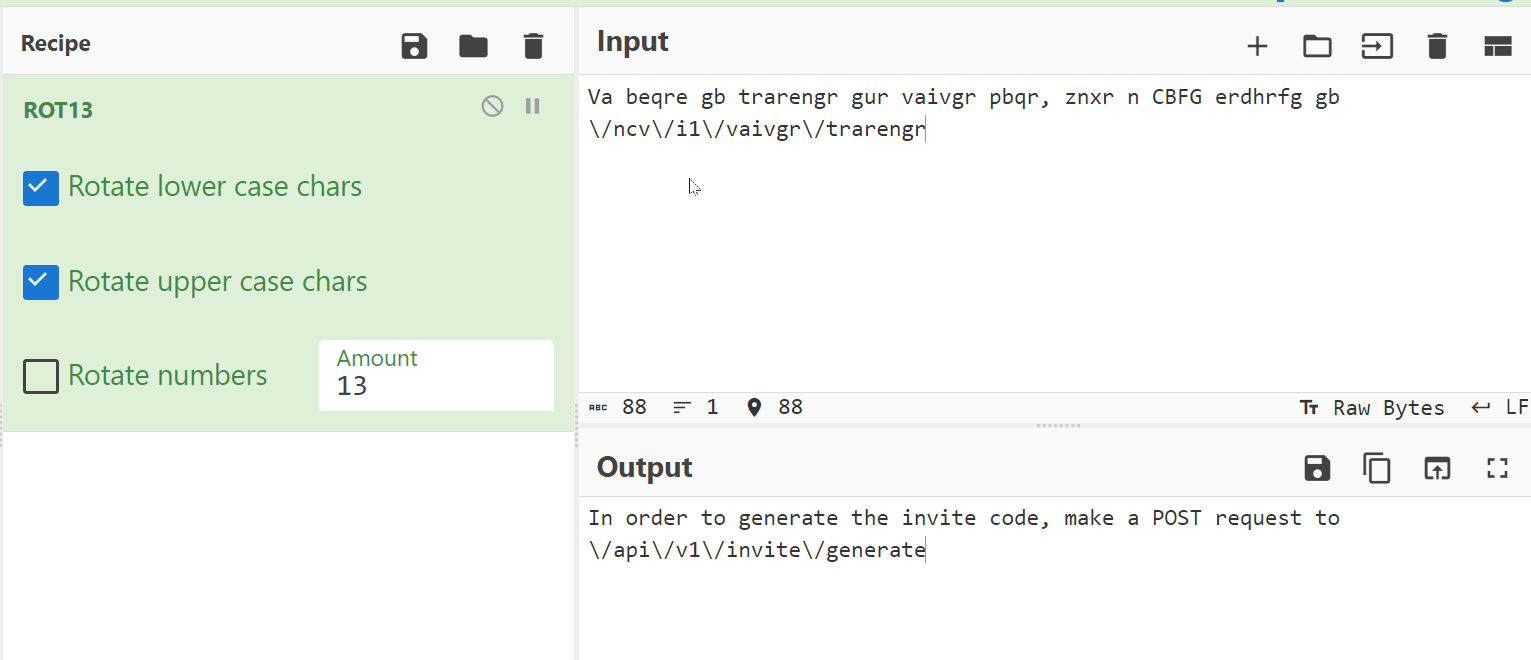 Recipe
ROT13
Rotate lower case chars
Rotate upper case chars
Rotate numbers
Amount
13
Input
Va beqre gb trarengr gur vaivgr pbqr, znxr n CBFG erdhrfg gb
\/ncv\/i1\/vaivgr\/trarengr
ABC 88 1 88 Tт Raw Bytes LF
Output
In order to generate the invite code, make a POST request to
\/api\/v1\/invite\/generate